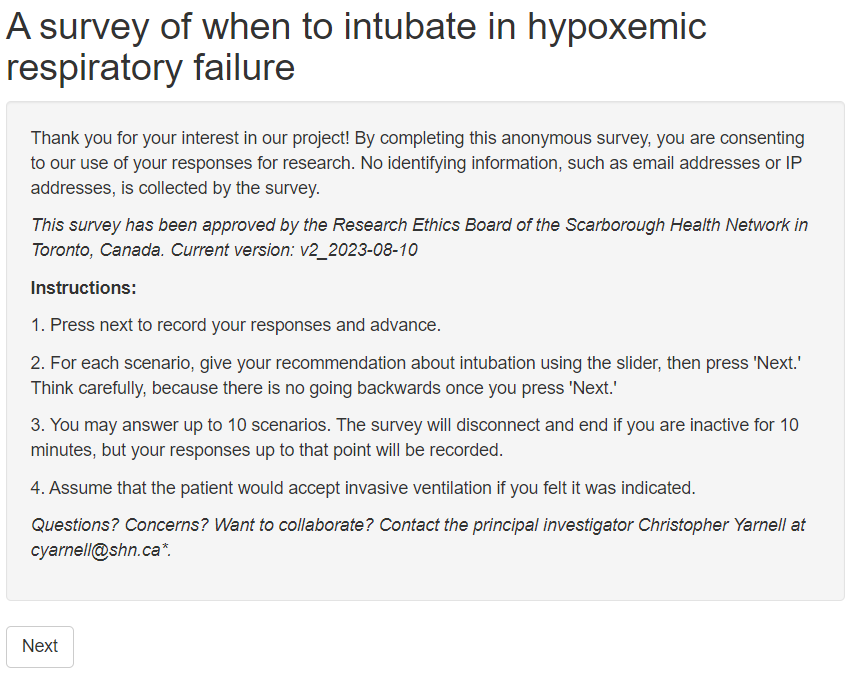 A survey of when to intubate in hypoxemic
respiratory failure
Thank you for your interest in our project! By completing this anonymous survey, you are consenting
to our use of your responses for research. No identifying information, such as email addresses or IP
addresses, is collected by the survey.
This survey has been approved by the Research Ethics Board of the Scarborough Health Network in
Toronto, Canada. Current version: v2_2023-08-10
Instructions:
1. Press next to record your responses and advance.
2. For each scenario, give your recommendation about intubation using the slider, then press 'Next.'
Think carefully, because there is no going backwards once you press 'Next.'
3. You may answer up to 10 scenarios. The survey will disconnect and end if you are inactive for 10
minutes, but your responses up to that point will be recorded.
4. Assume that the patient would accept invasive ventilation if you felt it was indicated.
Questions? Concerns? Want to collaborate? Contact the principal investigator Christopher Yarnell at
cyarnell@shn.ca*.
Next